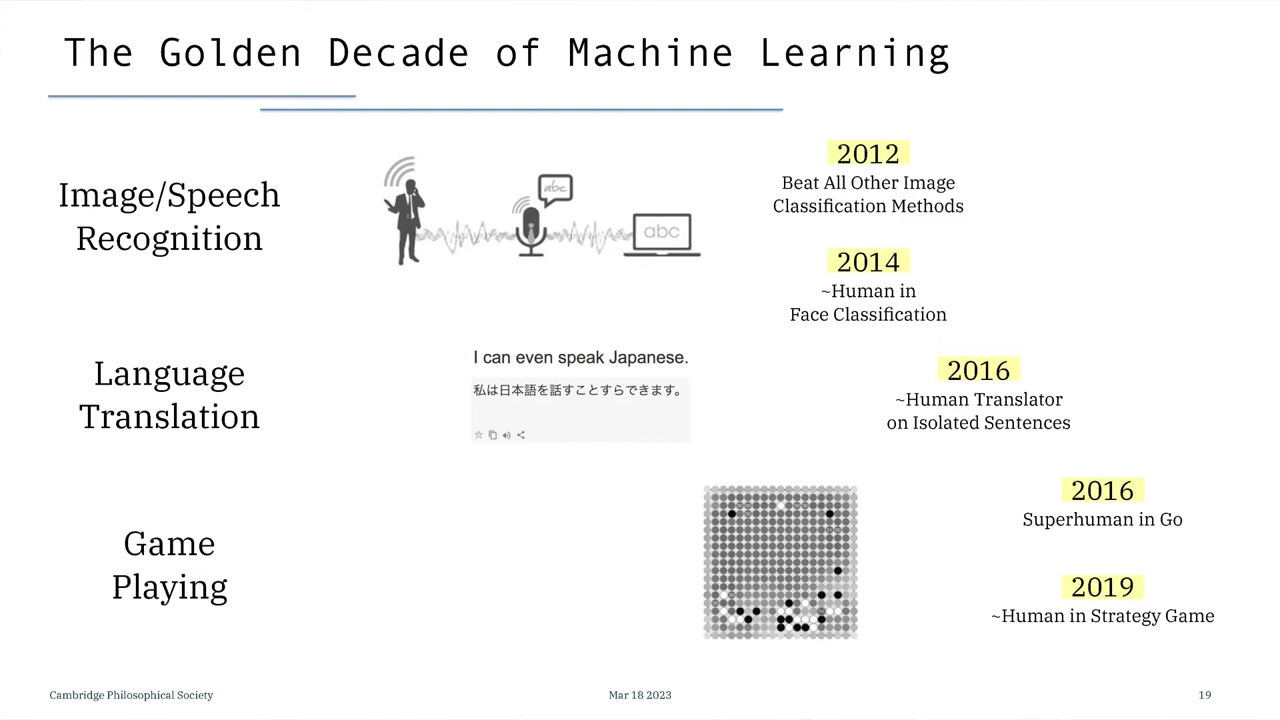 The Golden Decade of Machine Learning
Image/Speech
Recognition
abc
abc
2012
Beat All Other Image
Classification Methods
2014
~Human in
Face Classification
Language
Translation
I can even speak Japanese.
私は日本語を話すことすらできます。
2016
~Human Translator
on Isolated Sentences
Game
Playing
2016
Superhuman in Go
2019
~Human in Strategy Game
Cambridge Philosophical Society
Mar 18 2023
19